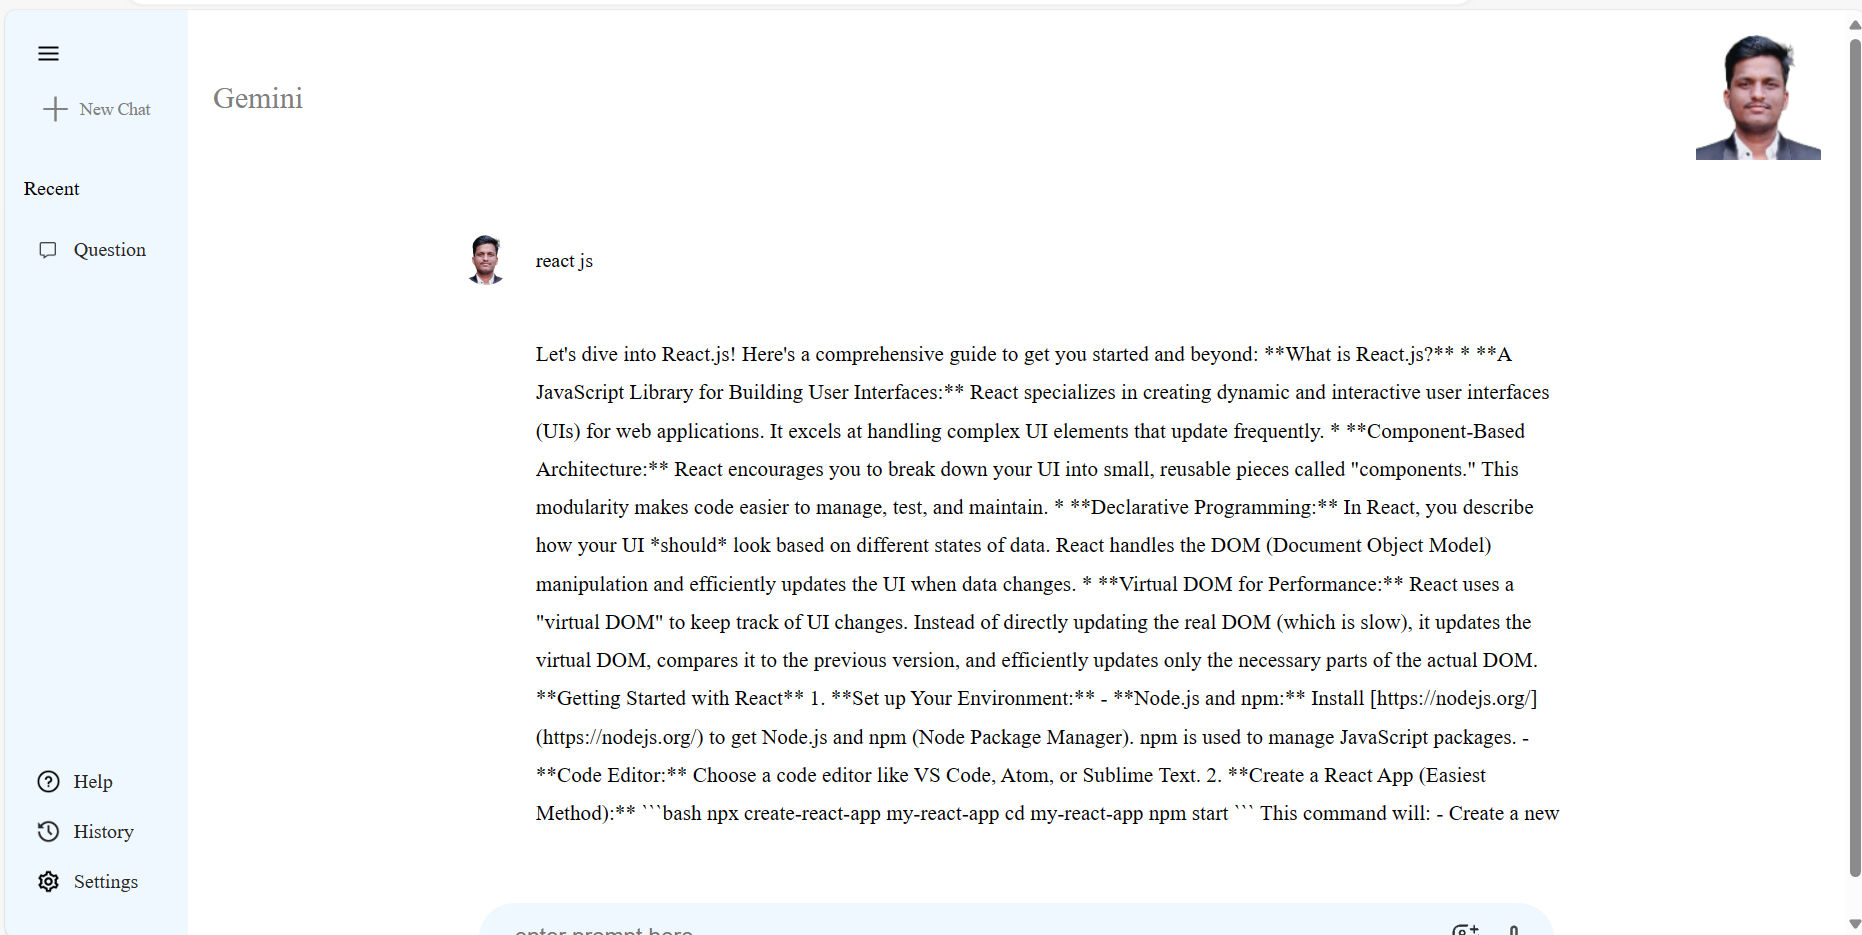 New Chat
Gemini
Recent
Question
react js
Let's dive into React.js! Here's a comprehensive guide to get you started and beyond: **What is React.js?** * **A
JavaScript Library for Building User Interfaces:** React specializes in creating dynamic and interactive user interfaces
(UIs) for web applications. It excels at handling complex UI elements that update frequently. * **Component-Based
Architecture:** React encourages you to break down your UI into small, reusable pieces called "components." This
modularity makes code easier to manage, test, and maintain. * **Declarative Programming:** In React, you describe
how your UI *should* look based on different states of data. React handles the DOM (Document Object Model)
manipulation and efficiently updates the UI when data changes. * **Virtual DOM for Performance:** React uses a
"virtual DOM" to keep track of UI changes. Instead of directly updating the real DOM (which is slow), it updates the
virtual DOM, compares it to the previous version, and efficiently updates only the necessary parts of the actual DOM.
**Getting Started with React** 1. **Set up Your Environment:** - **Node.js and npm:** Install [https://nodejs.org/]
(https://nodejs.org/) to get Node.js and npm (Node Package Manager). npm is used to manage JavaScript packages. -
**Code Editor:** Choose a code editor like VS Code, Atom, or Sublime Text. 2. **Create a React App (Easiest
Method):** ```bash npx create-react-app my-react-app cd my-react-app npm start ``` This command will: - Create a new
Help
History
Settings
enter prompt here